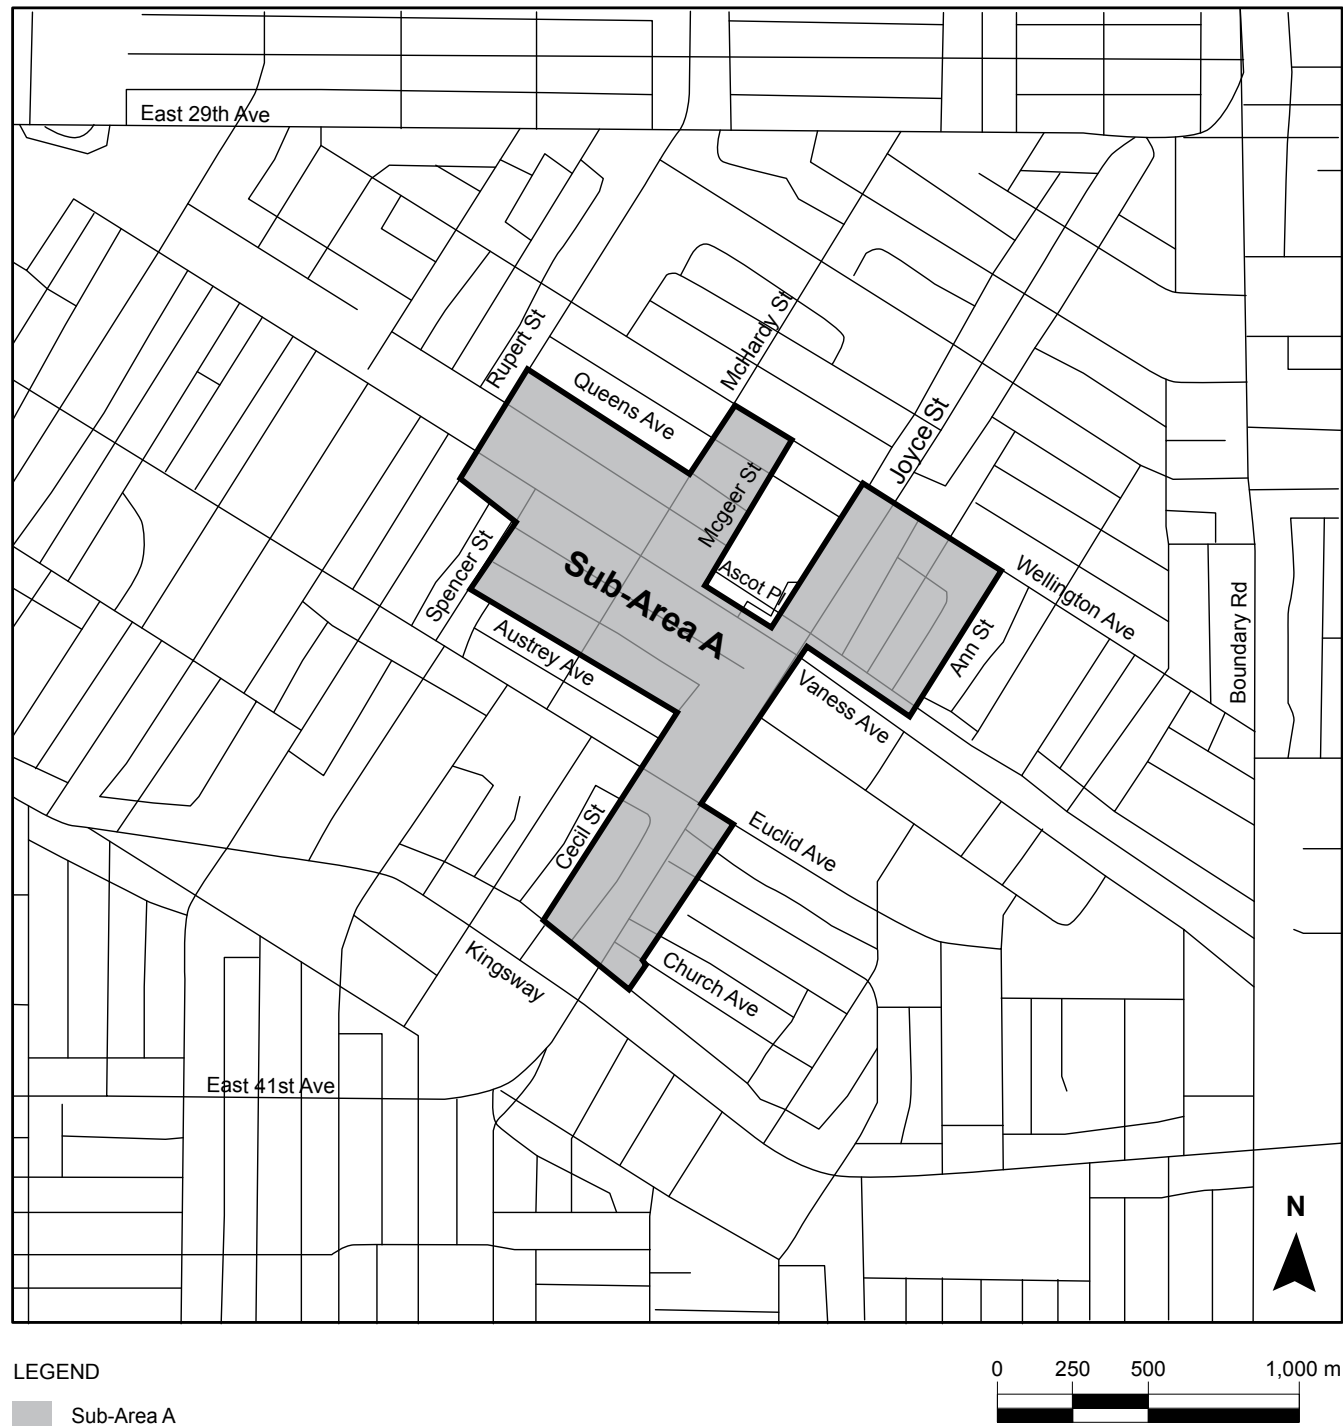 East 29th Ave
Rupert St
McHardy St
Queens Ave
Joyce St
Mcgeer St
Ascot Pl
Sub-Area A
Spencer St
Wellington Ave
Austrey Ave
Ann St
Boundary Rd
Vaness Ave
Cecil St
Euclid Ave
Kingsway
Church Ave
East 41st Ave
N
LEGEND
0 250 500 1,000 m
Sub-Area A